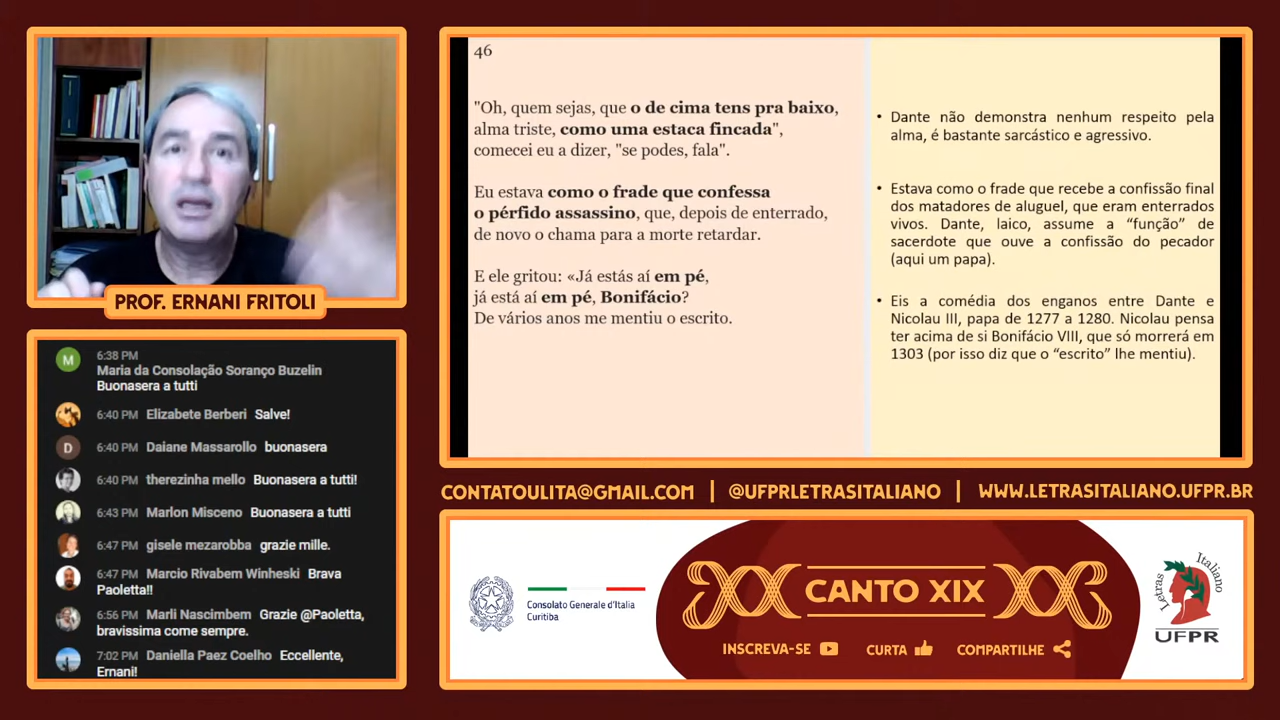 PROF. ERNANI FRITOLI
M
6:38 PM
Maria da Consolação Soranço Buzelin
Buonasera a tutti
6:40 PM Elizabete Berberi Salve!
D
6:40 PM Daiane Massarollo buonasera
6:40 PM therezinha mello Buonasera a tutti!
6:43 PM Marlon Misceno Buonasera a tutti
6:47 PM gisele mezarobba grazie mille.
6:47 PM Marcio Rivabem Winheski Brava
Paoletta!!
6:56 PM Marli Nascimbem Grazie @Paoletta,
bravissima come sempre.
7:02 PM Daniella Paez Coelho Eccellente,
Ernani!
46
"Oh, quem sejas, que o de cima tens pra baixo,
alma triste, como uma estaca fincada",
comecei eu a dizer, "se podes, fala".
Eu estava como o frade que confessa
o pérfido assassino, que, depois de enterrado,
de novo o chama para a morte retardar.
E ele gritou: «Já estás aí em pé,
já está aí em pé, Bonifácio?
De vários anos me mentiu o escrito.
• Dante não demonstra nenhum respeito pela
alma, é bastante sarcástico e agressivo.
• Estava como o frade que recebe a confissão final
dos matadores de aluguel, que eram enterrados
vivos. Dante, laico, assume a “função” de
sacerdote que ouve a confissão do pecador
(aqui um papa).
• Eis a comédia dos enganos entre Dante e
Nicolau III, papa de 1277 a 1280. Nicolau pensa
ter acima de si Bonifácio VIII, que só morrerá em
1303 (por isso diz que o “escrito” lhe mentiu).
CONTATOULITA@GMAIL.COM | @UFPRLETRASITALIANO | WWW.LETRASITALIANO.UFPR.BR
Consolato Generale d'Italia
Curitiba
CANTO XIX
INSCREVA-SE CURTA COMPARTILHE
Letras Italiano
UFPR